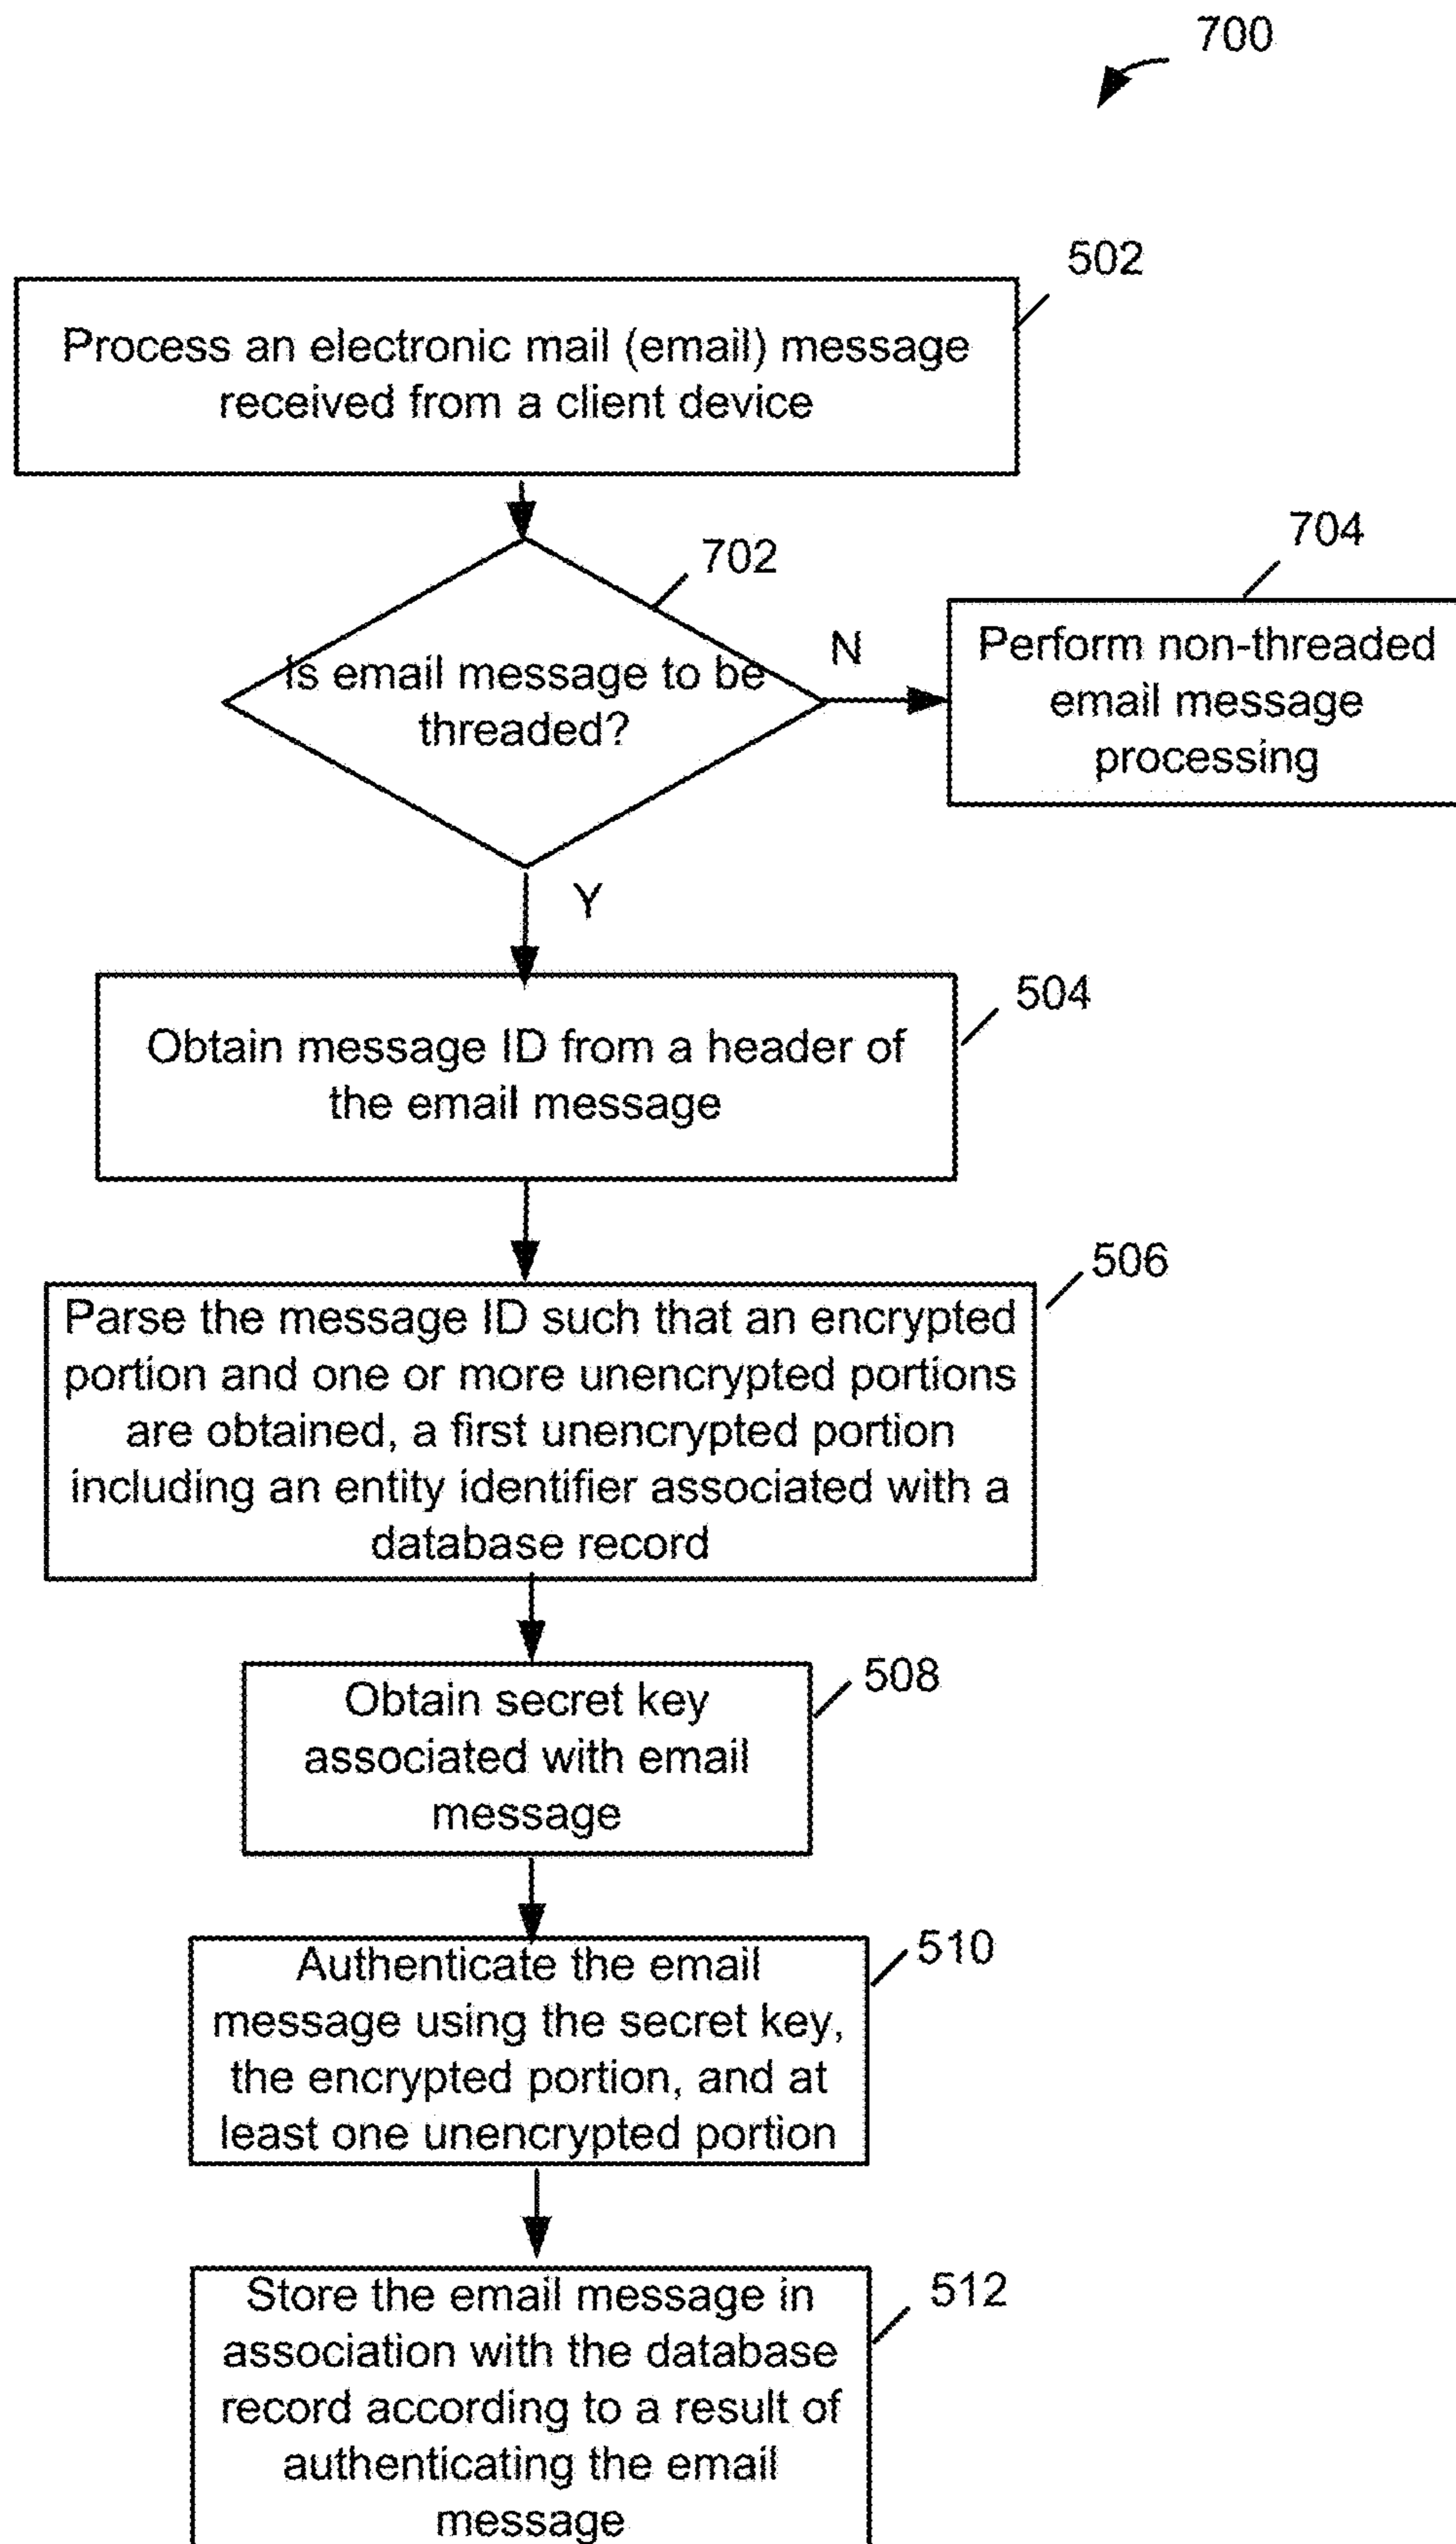 700
502
Process an electronic mail (email) message
received from a client device
702
704
Is email message to be
threaded?
N
Perform non-threaded
email message
processing
Y
504
Obtain message ID from a header of
the email message
506
Parse the message ID such that an encrypted
portion and one or more unencrypted portions
are obtained, a first unencrypted portion
including an entity identifier associated with a
database record
508
Obtain secret key
associated with email
message
510
Authenticate the email
message using the secret key,
the encrypted portion, and at
least one unencrypted portion
512
Store the email message in
association with the database
record according to a result of
authenticating the email
message